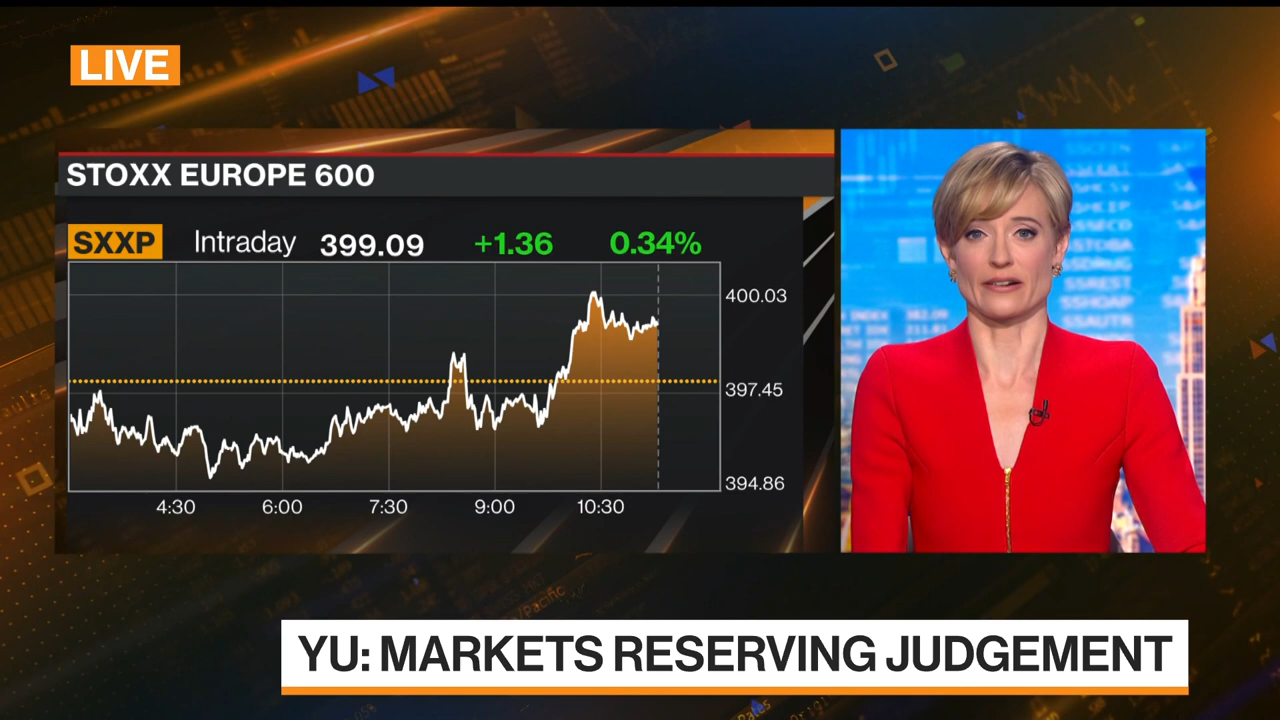 LIVE
STOXX EUROPE 600
SXXP Intraday 399.09 +1.36 0.34%
400.03
397.45
394.86
4:30 6:00 7:30 9:00 10:30
YU: MARKETS RESERVING JUDGEMENT